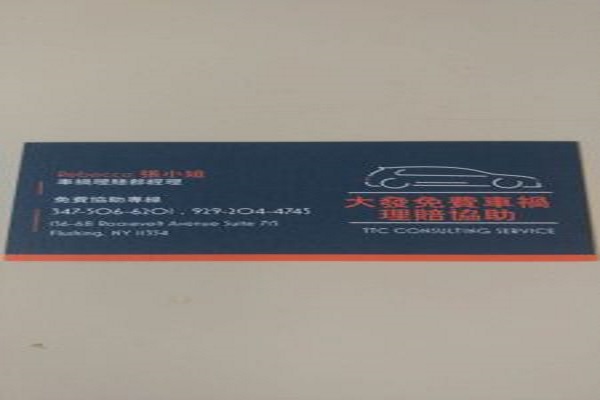 Rebecca 張小姐
車禍理賠部經理
免費協助專線
347-506-6201 , 929-204-4745
136-68 Roosevelt Avenue Suite 7
Flushing, NY 11354
大發免費車禍
理賠協助
TTC CONSULTING SERVICE